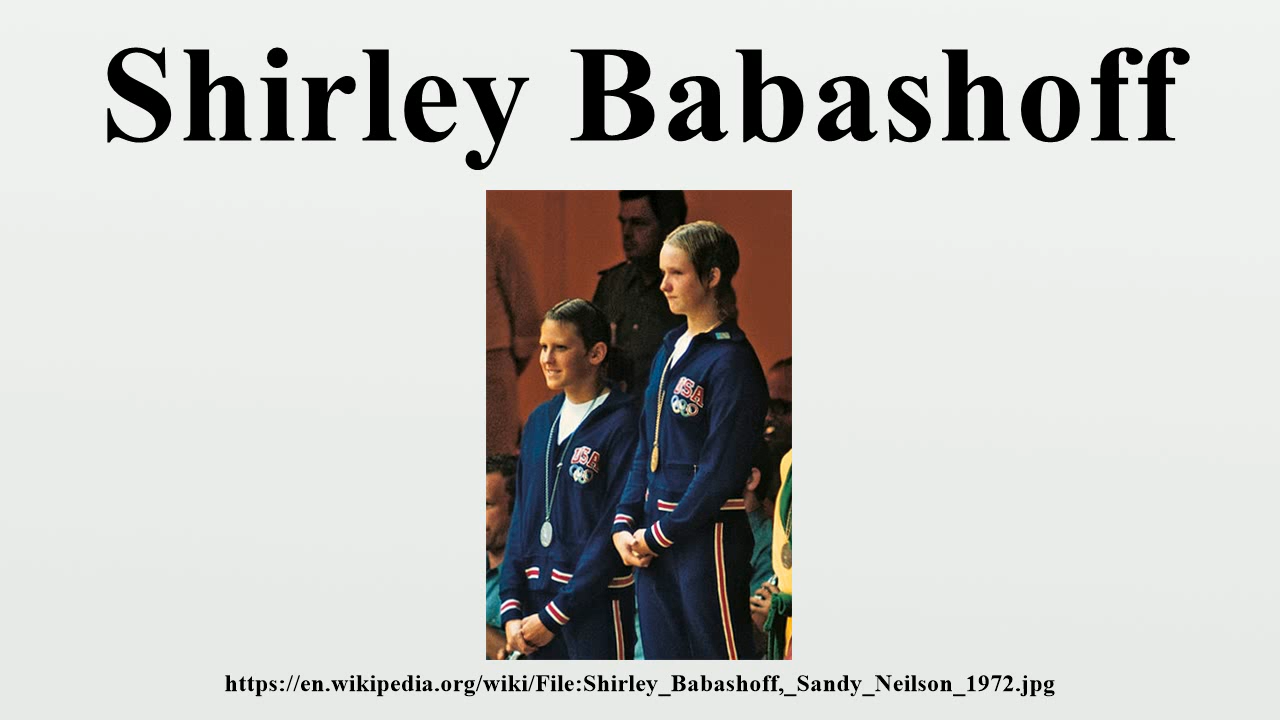 Shirley Babashoff
USA
USA
https://en.wikipedia.org/wiki/File:Shirley_Babashoff,_Sandy_Neilson_1972.jpg